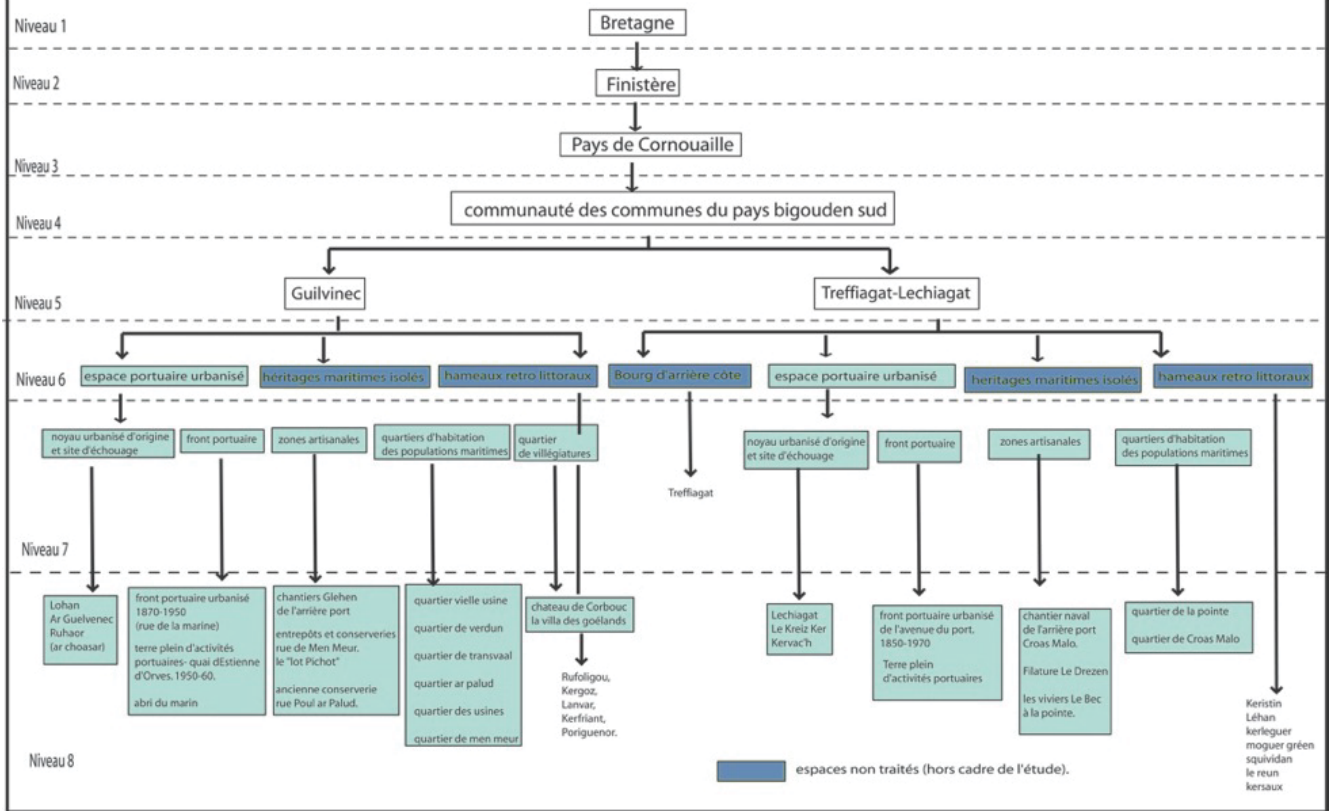 Niveau 1
Bretagne
Niveau 2
Finistère
Pays de Cornouaille
Niveau 3
communauté des communes du pays bigouden sud
Niveau 4
Guilvinec
Treffiagat-Lechiagat
Niveau 5
Niveau 6
espace portuaire urbanisé
héritages maritimes isolés
hameaux retro littoraux
Bourg d'arrière côte
espace portuaire urbanisé
heritages maritimes isolés
hameaux retro littoraux
noyau urbanisé d'origine
et site d'échouage
front portuaire
zones artisanales
quartiers d'habitation
des populations maritimes
quartier
de villégiatures
Treffiagat
noyau urbanisé d'origine
et site d'échouage
front portuaire
zones artisanales
quartiers d'habitation
des populations maritimes
Niveau 7
Lohan
Ar Guelvenec
Ruhaor
(ar choasar)
front portuaire urbanisé
1870-1950
(rue de la marine)
terre plein d'activités
portuaires- quai dEstienne
d'Orves. 1950-60.
abri du marin
chantiers Glehen
de l'arrière port
entrepôts et conserveries
rue de Men Meur.
le "lot Pichot"
ancienne conserverie
rue Poul ar Palud.
quartier vielle usine
quartier de verdun
quartier de transvaal
quartier ar palud
quartier des usines
quartier de men meur
chateau de Corbouc
la villa des goélands
Rufoligou,
Kergoz,
Lanvar,
Kerfriant,
Poriguenor.
Lechiagat
Le Kreiz Ker
Kervac'h
front portuaire urbanisé
de l'avenue du port.
1850-1970
Terre plein
d'activités portuaires
chantier naval
de l'arrière port
Croas Malo.
Filature Le Drezen
les viviers Le Bec
à la pointe.
quartier de la pointe
quartier de Croas Malo
Keristin
Léhan
kerleguer
moguer gréen
squividan
le reun
kersaux
Niveau 8
espaces non traités (hors cadre de l'étude).